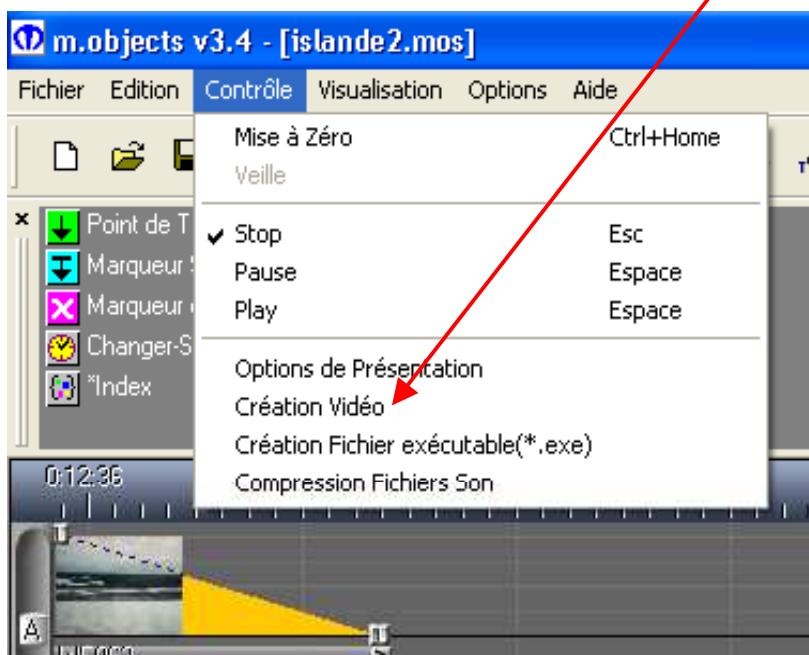 m.objects v3.4 - [islande2.mos]
Fichier Edition Contrôle Visualisation Options Aide
Mise à Zéro Ctrl+Home
Veille
Point de T
Stop Esc
Marqueur
Pause Espace
Marqueur
Play Espace
Changer-S
*Index
Options de Présentation
Création Vidéo
Création Fichier exécutable(*.exe)
Compression Fichiers Son
0:12:36
A